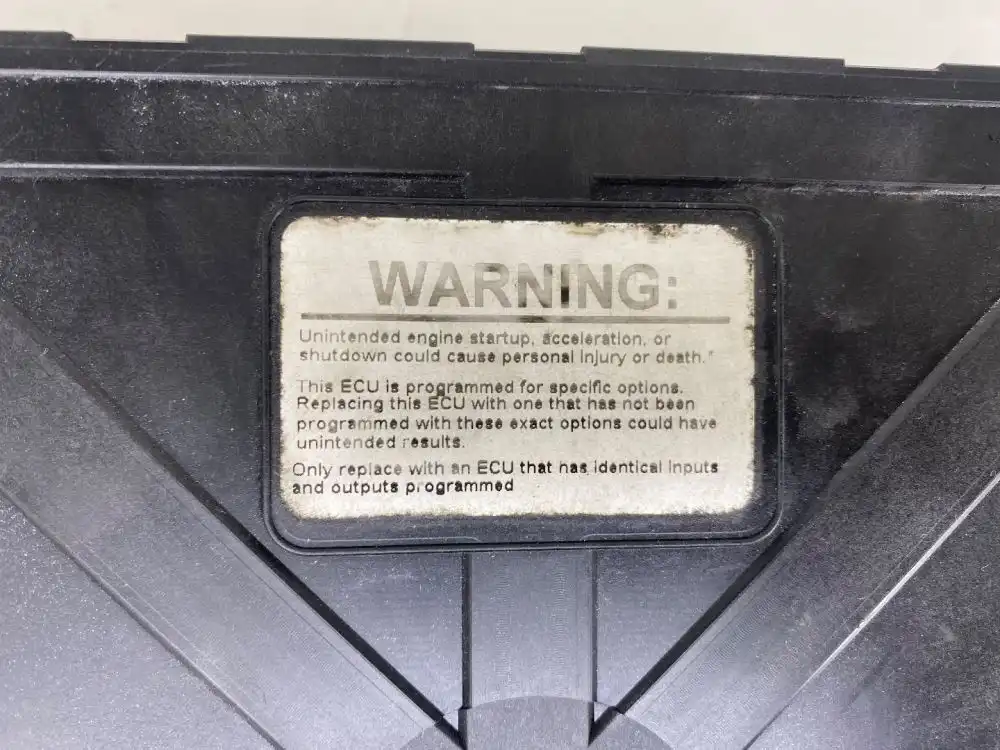 WARNING:
Unintended engine startup, acceleration, or
shutdown could cause personal injury or death.
This ECU is programmed for specific options.
Replacing this ECU with one that has not been
programmed with these exact options could have
unintended results.
Only replace with an ECU that has identical inputs
and outputs programmed